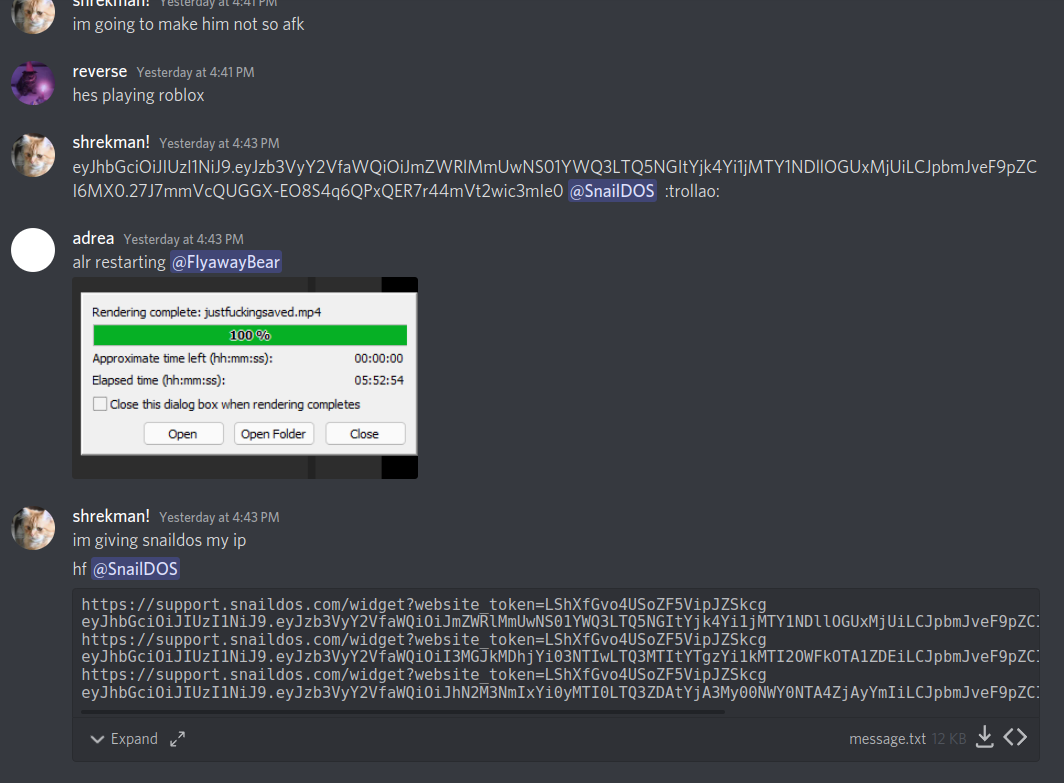 shrekman! Yesterday at 4:41 PM
im going to make him not so afk
reverse Yesterday at 4:41 PM
hes playing roblox
shrekman! Yesterday at 4:43 PM
eyJhbGciOiJIUzI1NiJ9.eyJzb3VyY2VfaWQiOiJmZWRlMmUwNS01YWQ3LTQ5NGItYjk4Yi1jMTY1NDllOGUxMjUiLCJpbmJveF9pZC
I6MX0.27J7mmVcQUGGX-EO8S4q6QPxQER7r44mVt2wic3mIe0 @SnailDOS :trollao:
adrea Yesterday at 4:43 PM
alr restarting @FlyawayBear
Rendering complete: justfuckingsaved.mp4
100 %
Approximate time left (hh:mm:ss): 00:00:00
Elapsed time (hh:mm:ss): 05:52:54
Close this dialog box when rendering completes
Open Open Folder Close
shrekman! Yesterday at 4:43 PM
im giving snaildos my ip
hf @SnailDOS
https://support.snaildos.com/widget?website_token=LShXfGvo4USoZF5VipJZSkcg
eyJhbGciOiJIUzI1NiJ9.eyJzb3VyY2VfaWQiOiJmZWRlMmUwNS01YWQ3LTQ5NGItYjk4Yi1jMTY1NDllOGUxMjUiLCJpbmJveF9pZCI
https://support.snaildos.com/widget?website_token=LShXfGvo4USoZF5VipJZSkcg
eyJhbGciOiJIUzI1NiJ9.eyJzb3VyY2VfaWQiOiI3MGJkMDhjYi03NTIwLTQ3MTItYTgzYi1kMTI2OWFkOTA1ZDEiLCJpbmJveF9pZCI
https://support.snaildos.com/widget?website_token=LShXfGvo4USoZF5VipJZSkcg
eyJhbGciOiJIUzI1NiJ9.eyJzb3VyY2VfaWQiOiJhN2M3NmIxYi0yMTI0LTQ3ZDAtYjA3My00NWY0NTA4ZjAyYmIiLCJpbmJveF9pZCI
Expand message.txt 12 KB